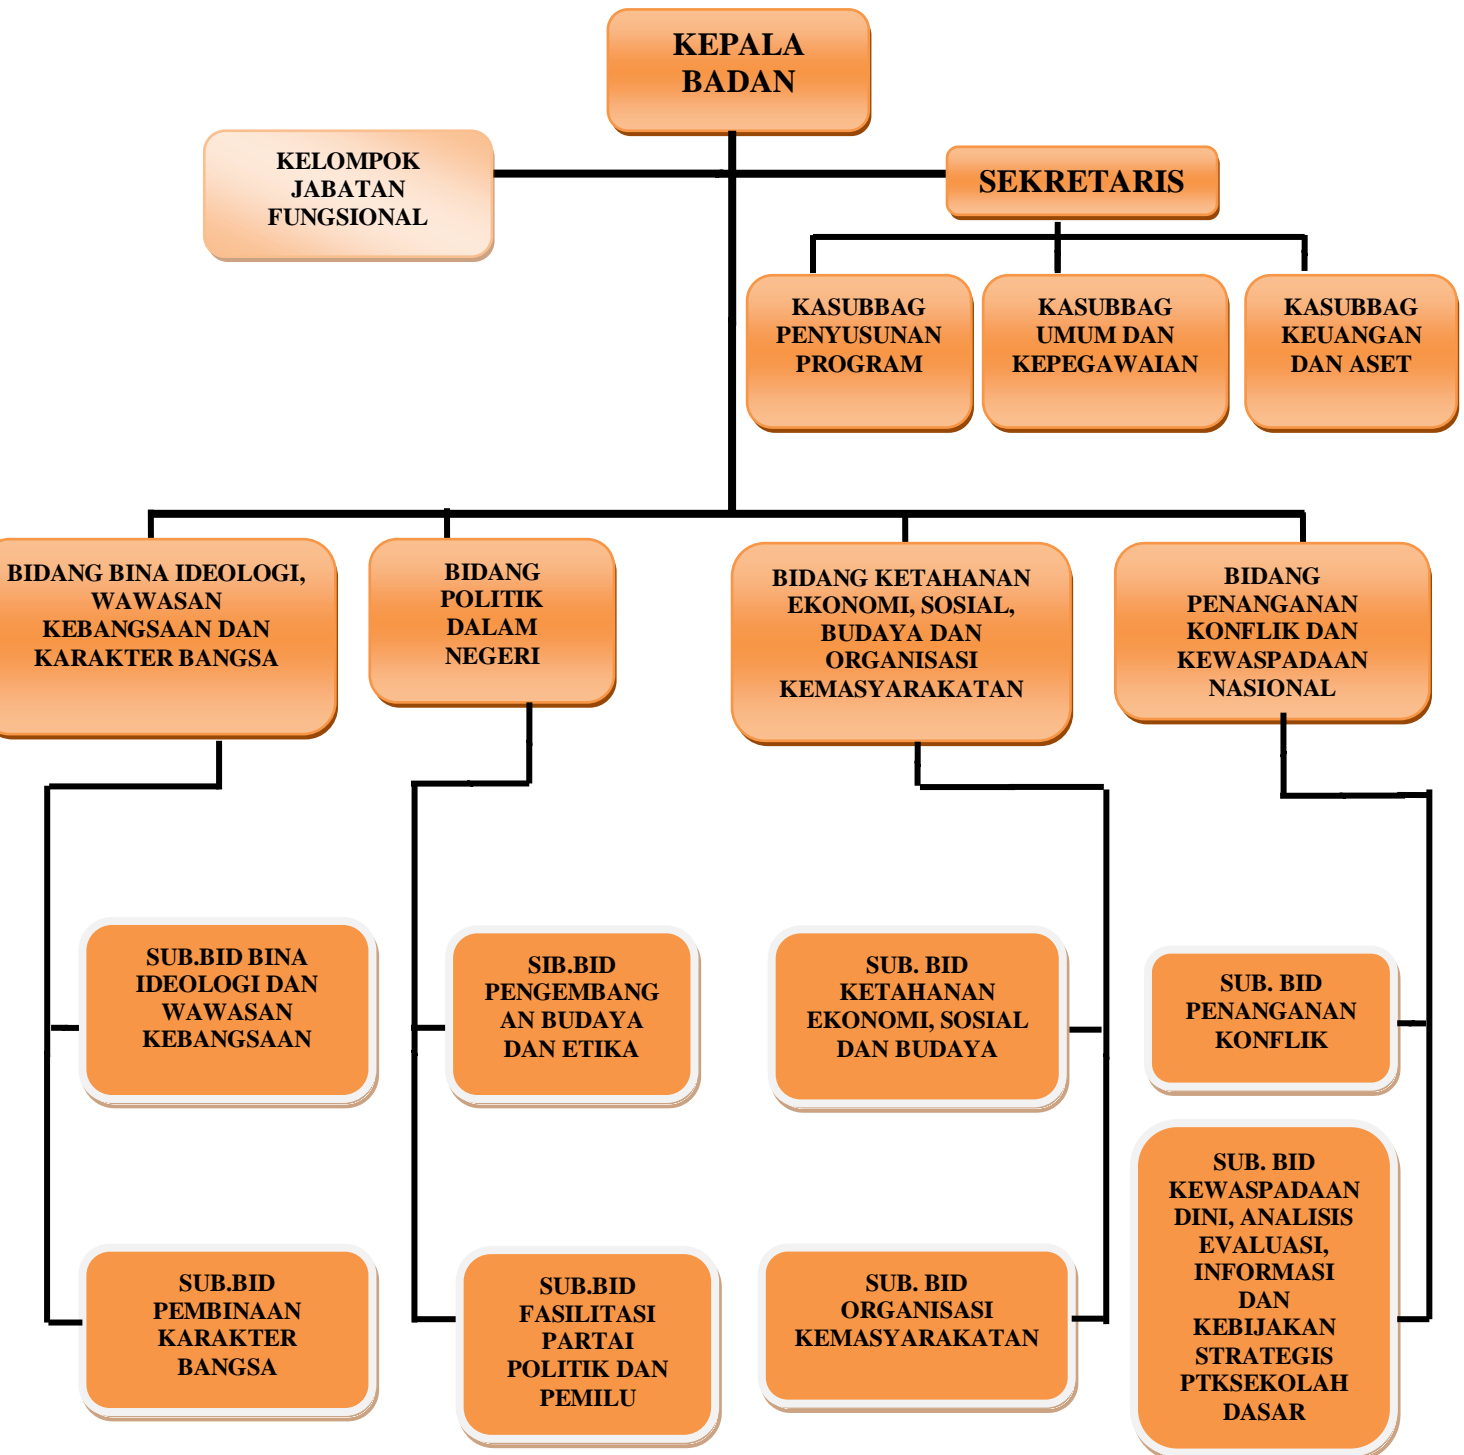 KEPALA
BADAN
KELOMPOK
JABATAN
FUNGSIONAL
SEKRETARIS
KASUBBAG
PENYUSUNAN
PROGRAM
KASUBBAG
UMUM DAN
KEPEGAWAIAN
KASUBBAG
KEUANGAN
DAN ASET
BIDANG BINA IDEOLOGI,
WAWASAN
KEBANGSAAN DAN
KARAKTER BANGSA
BIDANG
POLITIK
DALAM
NEGERI
BIDANG KETAHANAN
EKONOMI, SOSIAL,
BUDAYA DAN
ORGANISASI
KEMASYARAKATAN
BIDANG
PENANGANAN
KONFLIK DAN
KEWASPADAAN
NASIONAL
SUB.BID BINA
IDEOLOGI DAN
WAWASAN
KEBANGSAAN
SIB.BID
PENGEMBANG
AN BUDAYA
DAN ETIKA
SUB. BID
KETAHANAN
EKONOMI, SOSIAL
DAN BUDAYA
SUB. BID
PENANGANAN
KONFLIK
SUB.BID
PEMBINAAN
KARAKTER
BANGSA
SUB.BID
FASILITASI
PARTAI
POLITIK DAN
PEMILU
SUB. BID
ORGANISASI
KEMASYARAKATAN
SUB. BID
KEWASPADAAN
DINI, ANALISIS
EVALUASI,
INFORMASI
DAN
KEBIJAKAN
STRATEGIS
PTKSEKOLAH
DASAR